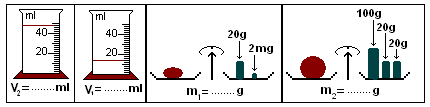 ml
40
20
V₂=.......ml
ml
40
20
V₁=.......ml
20g
2mg
m₁=.......g
100g
20g
20g
m₂=.......g